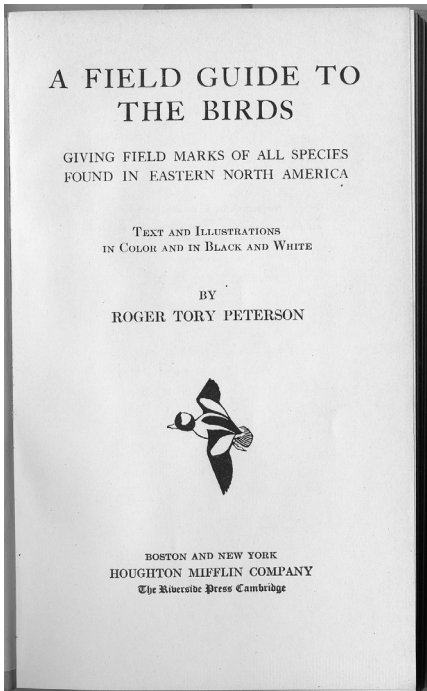 A FIELD GUIDE TO
THE BIRDS
GIVING FIELD MARKS OF ALL SPECIES
FOUND IN EASTERN NORTH AMERICA
TEXT AND ILLUSTRATIONS
IN COLOR AND IN BLACK AND WHITE
BY
ROGER TORY PETERSON
BOSTON AND NEW YORK
HOUGHTON MIFFLIN COMPANY
The Riverside Press Cambridge